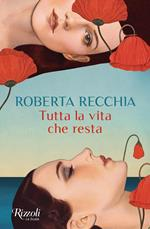 ROBERTA RECCHIA
Tutta la vita
che resta
Rizzoli